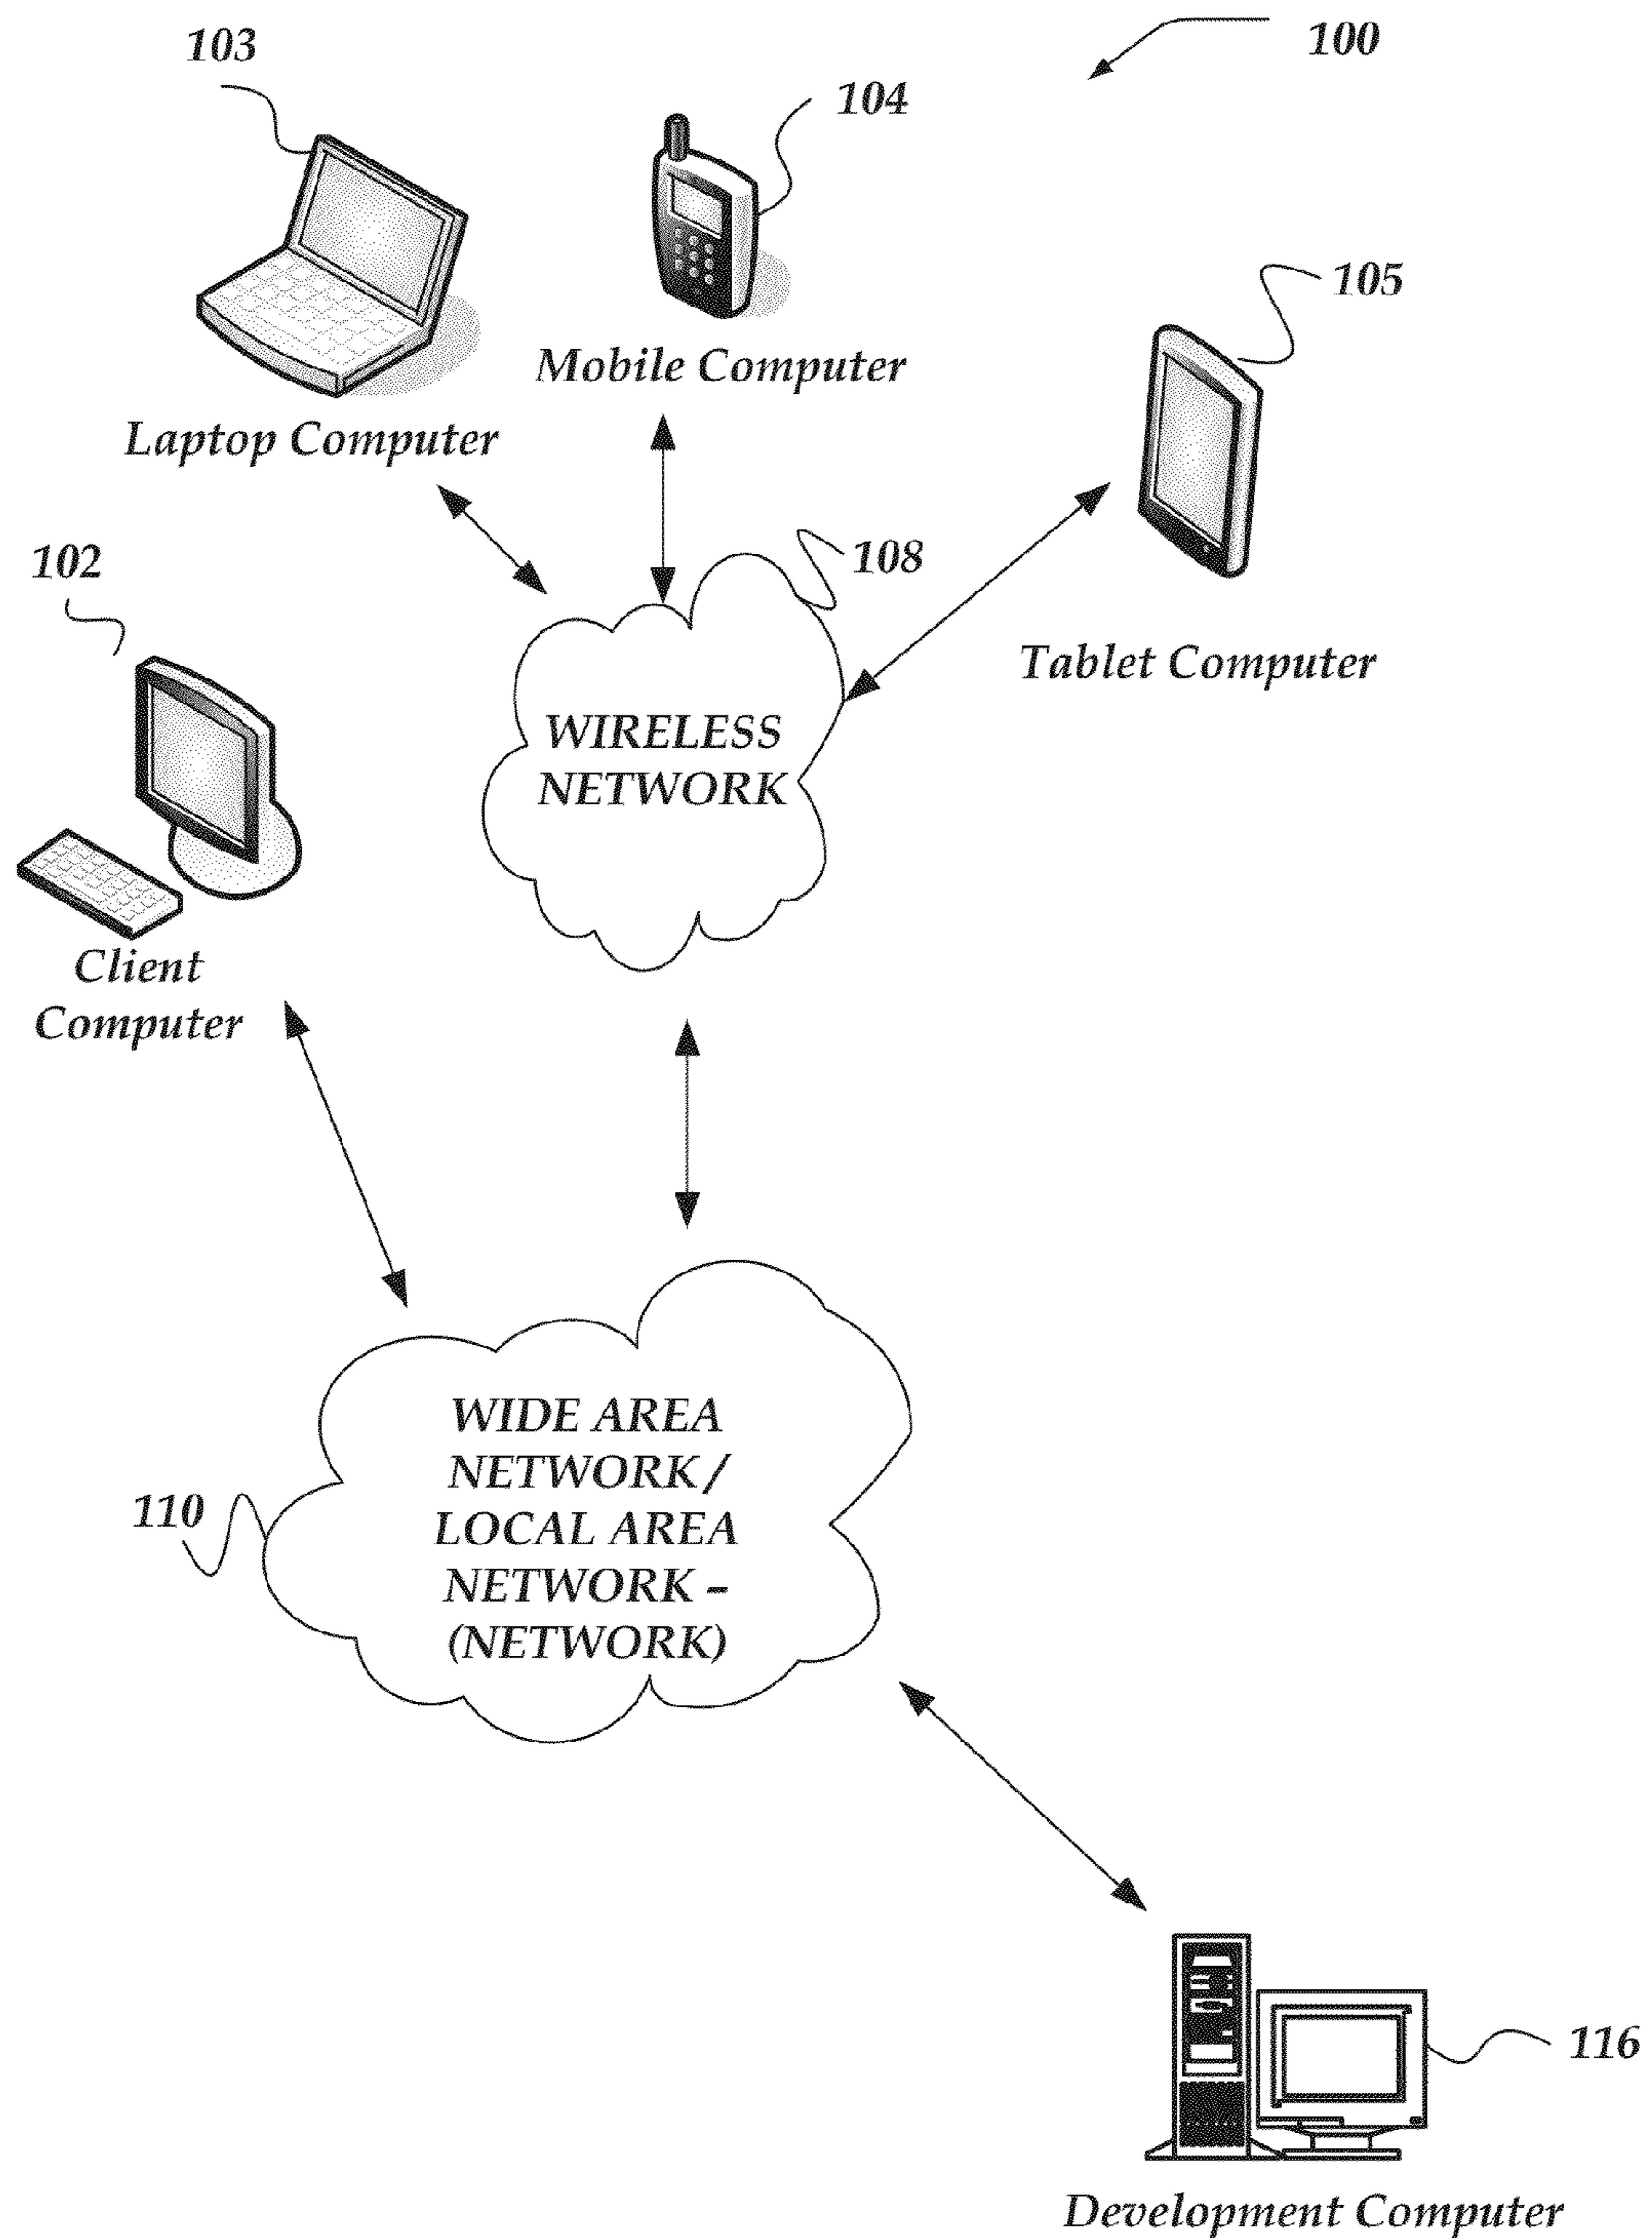 100
103
104
105
Mobile Computer
Laptop Computer
108
102
Tablet Computer
WIRELESS
NETWORK
Client
Computer
WIDE AREA
NETWORK /
LOCAL AREA
NETWORK –
(NETWORK)
110
116
Development Computer